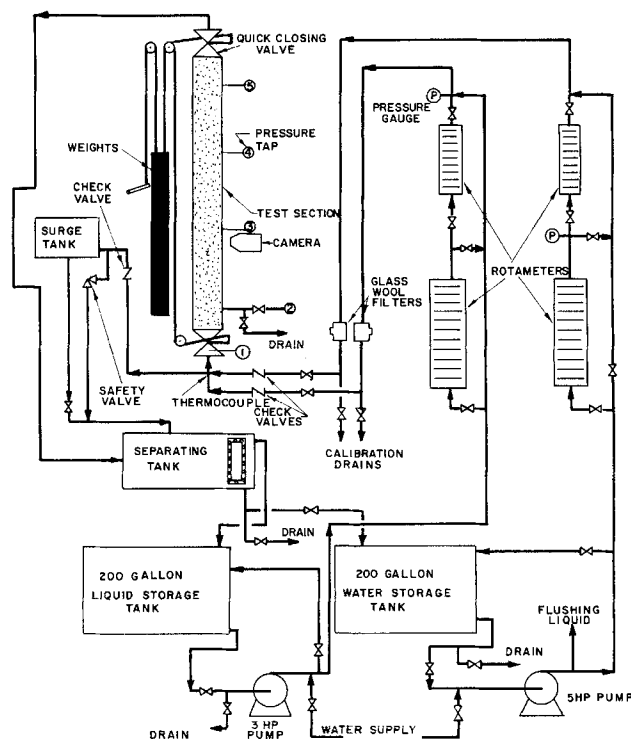 QUICK CLOSING
VALVE
5
PRESSURE
GAUGE
P
PRESSURE
TAP
WEIGHTS
4
CHECK
VALVE
TEST SECTION
SURGE
TANK
3
CAMERA
P
ROTAMETERS
GLASS
WOOL
FILTERS
2
DRAIN
1
SAFETY
VALVE
THERMOCOUPLE
CHECK
VALVES
SEPARATING
TANK
CALIBRATION
DRAINS
DRAIN
200 GALLON
LIQUID STORAGE
TANK
200 GALLON
WATER STORAGE
TANK
FLUSHING
LIQUID
DRAIN
5HP PUMP
3 HP
PUMP
WATER SUPPLY
DRAIN